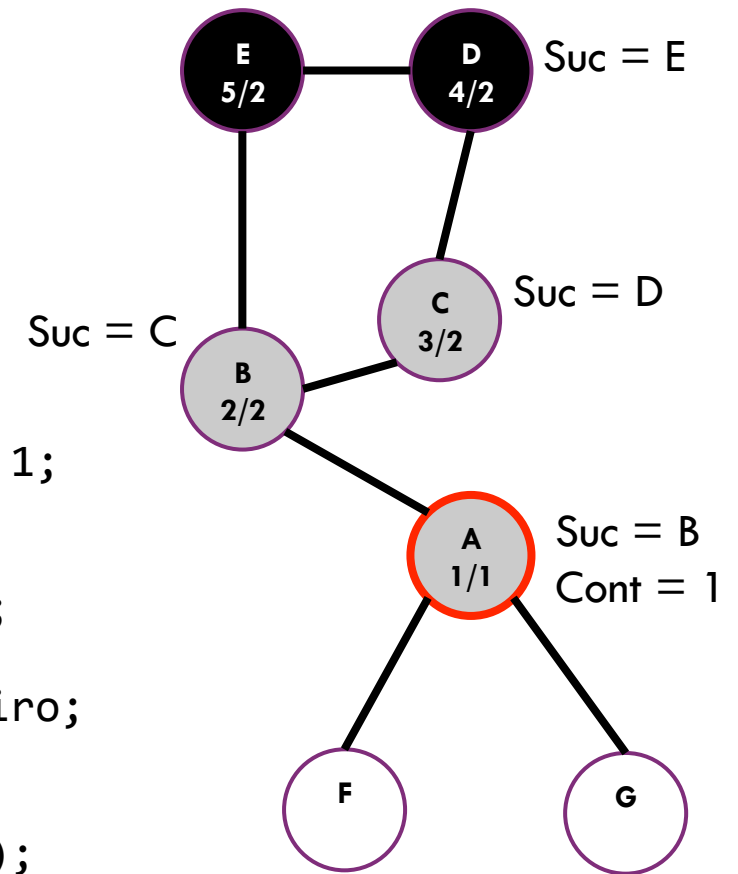 E
5/2
D
4/2
Suc = E
C
3/2
Suc = D
Suc = C
B
2/2
1;
A
1/1
Suc = B
Cont = 1
;
iro;
F
G
);